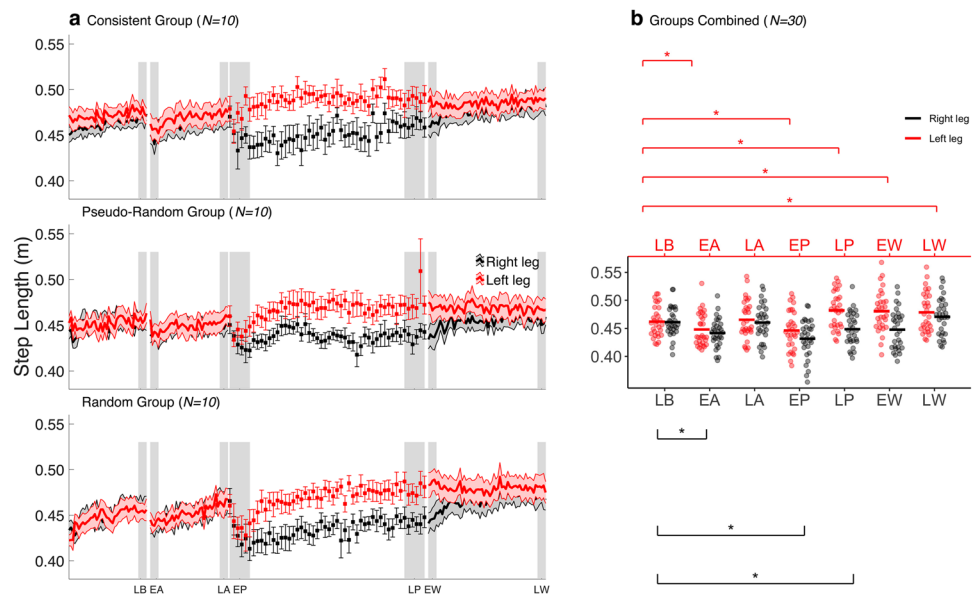 a Consistent Group (N=10)
0.55
0.50
0.45
0.40
Pseudo-Random Group (N=10)
0.55
0.50
0.45
0.40
Right leg
Left leg
Random Group (N=10)
0.55
0.50
0.45
0.40
Step Length (m)
LB EA LA EP LP EW LW
b Groups Combined (N=30)
*
*
*
*
*
Right leg
Left leg
LB EA LA EP LP EW LW
0.55
0.50
0.45
0.40
LB EA LA EP LP EW LW
*
*
*